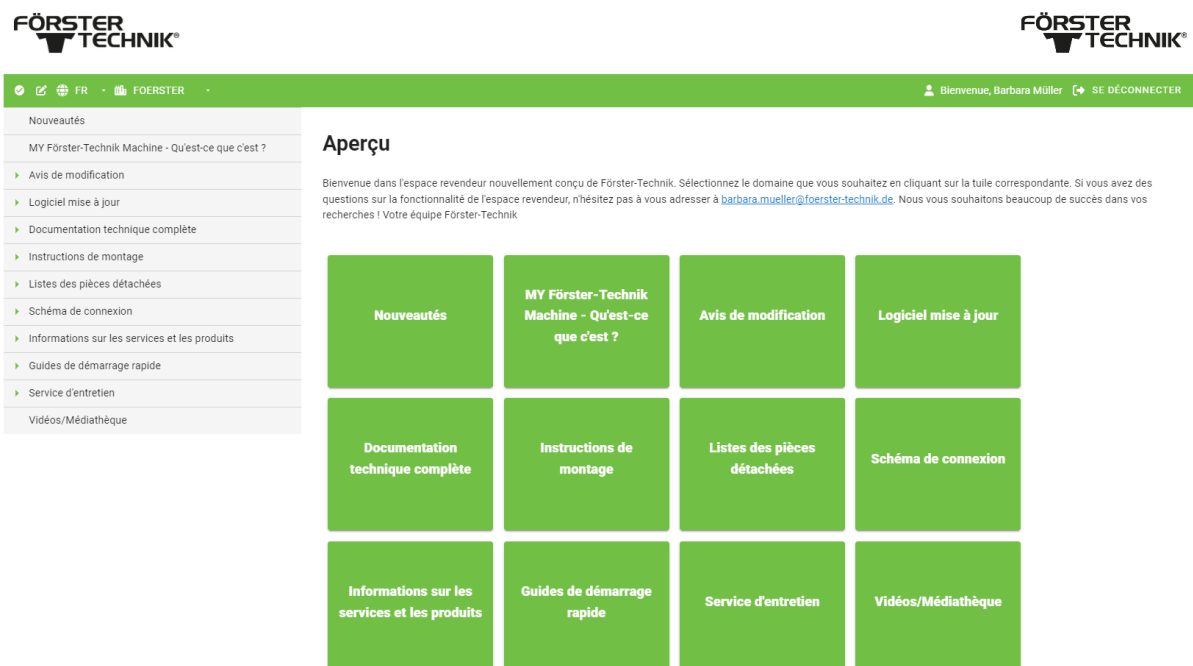 FÖRSTER
TECHNIK®
FÖRSTER
TECHNIK®
FR
FOERSTER
Bienvenue, Barbara Müller
SE DÉCONNECTER
Nouveautés
MY Förster-Technik Machine - Qu'est-ce que c'est ?
Avis de modification
Logiciel mise à jour
Documentation technique complète
Instructions de montage
Listes des pièces détachées
Schéma de connexion
Informations sur les services et les produits
Guides de démarrage rapide
Service d'entretien
Vidéos/Médiathèque
Aperçu
Bienvenue dans l'espace revendeur nouvellement conçu de Förster-Technik. Sélectionnez le domaine que vous souhaitez en cliquant sur la tuile correspondante. Si vous avez des
questions sur la fonctionnalité de l'espace revendeur, n'hésitez pas à vous adresser à barbara.mueller@foerster-technik.de. Nous vous souhaitons beaucoup de succès dans vos
recherches ! Votre équipe Förster-Technik
Nouveautés
MY Förster-Technik
Machine - Qu'est-ce
que c'est ?
Avis de modification
Logiciel mise à jour
Documentation
technique complète
Instructions de
montage
Listes des pièces
détachées
Schéma de connexion
Informations sur les
services et les produits
Guides de démarrage
rapide
Service d'entretien
Vidéos/Médiathèque